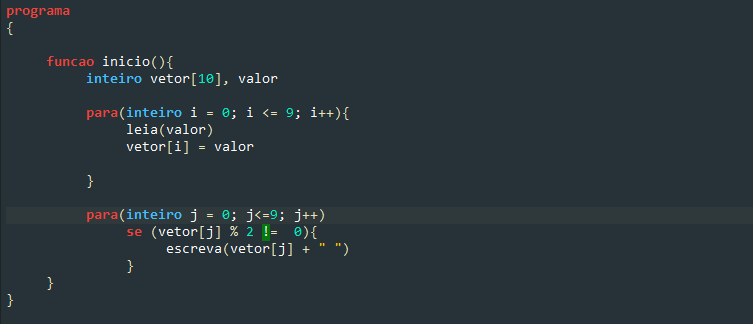 programa
{
funcao inicio(){
inteiro vetor[10], valor
para(inteiro i = 0; i <= 9; i++){
leia(valor)
vetor[i] = valor
}
para(inteiro j = 0; j<=9; j++)
se (vetor[j] % 2 !=  0){
escreva(vetor[j] + " ")
}
}
}